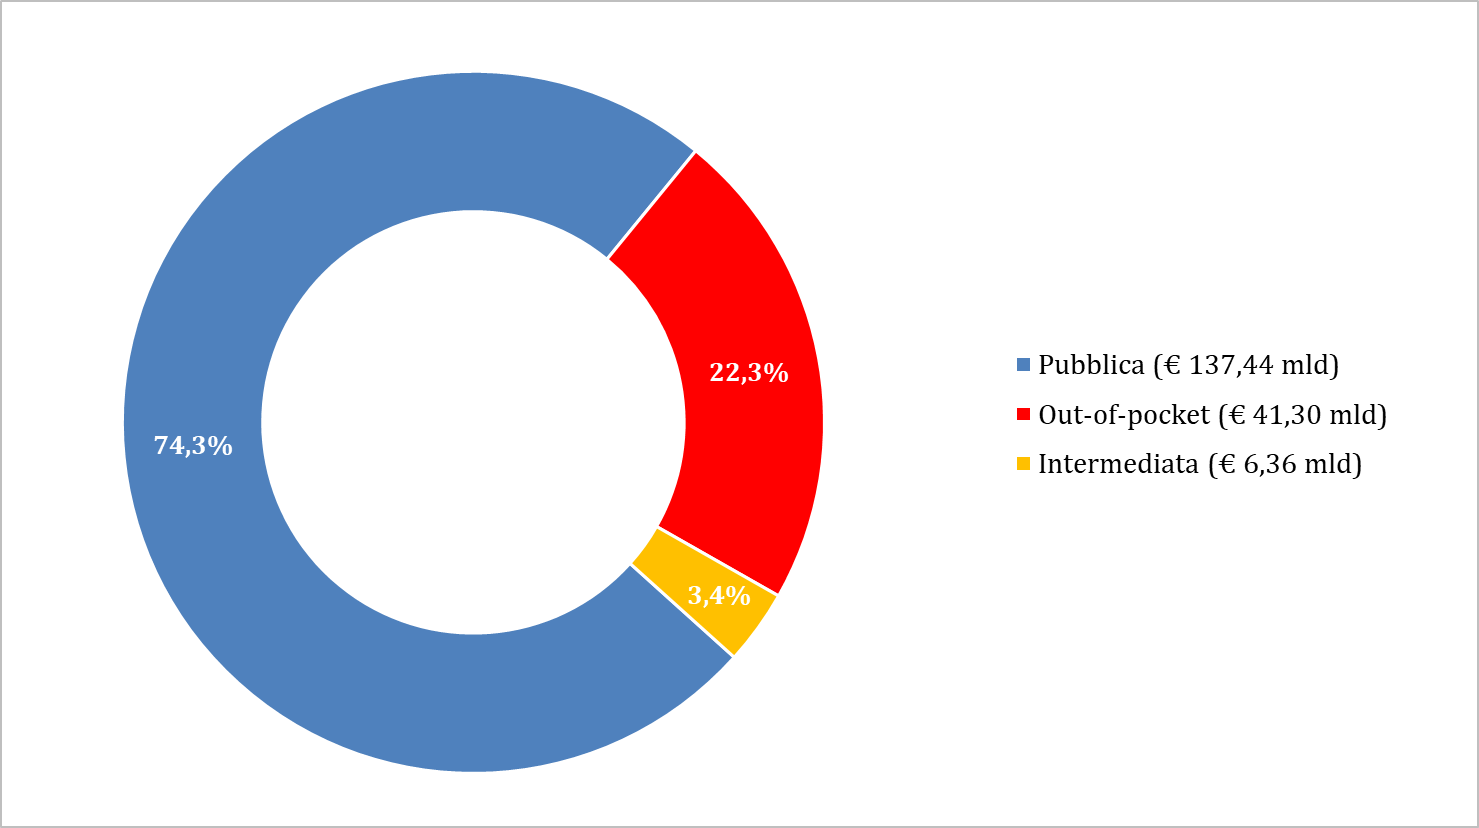 22,3%
74,3%
3,4%
Pubblica (€ 137,44 mld)
Out-of-pocket (€ 41,30 mld)
Intermediata (€ 6,36 mld)